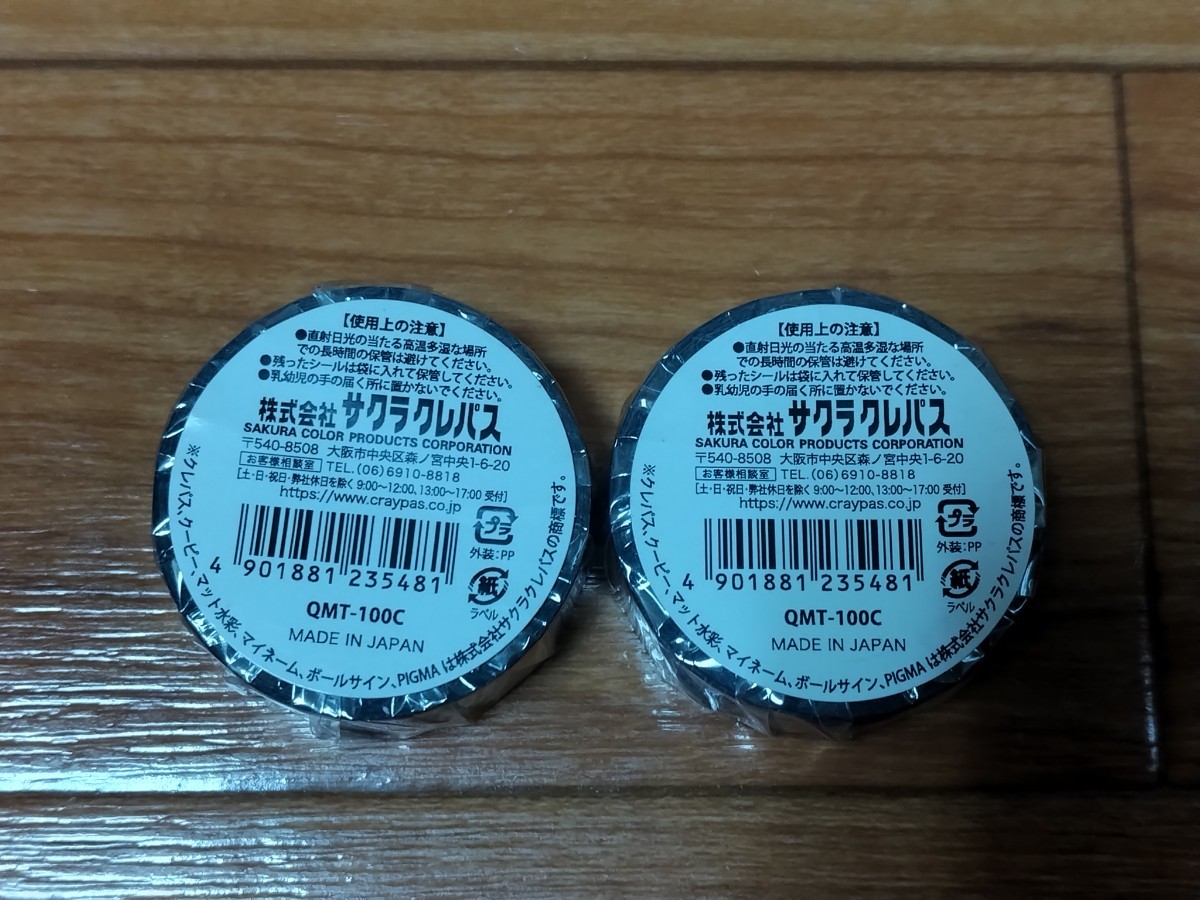 【使用上の注意】
●直射日光の当たる高温多湿な場所
での長時間の保管は避けてください。
●残ったシールは袋に入れて保管してください。
●乳幼児の手の届く所に置かないでください。
株式会社サクラクレパス
SAKURA COLOR PRODUCTS CORPORATION
〒540-8508 大阪市中央区森ノ宮中央1-6-20
お客様相談室 TEL.(06)6910-8818
[土・日・祝日・弊社休日を除く 9:00〜12:00、13:00〜17:00 受付]
https://www.craypas.co.jp
プラ
外装:PP
4 901881 235481
紙
ラベル
QMT-100C
MADE IN JAPAN
※クレパス、クーピー、マット水彩、マイネーム、ボールサイン、PIGMAは株式会社サクラクレパスの商標です。
【使用上の注意】
●直射日光の当たる高温多湿な場所
での長時間の保管は避けてください。
●残ったシールは袋に入れて保管してください。
●乳幼児の手の届く所に置かないでください。
株式会社サクラクレパス
SAKURA COLOR PRODUCTS CORPORATION
〒540-8508 大阪市中央区森ノ宮中央1-6-20
お客様相談室 TEL.(06)6910-8818
[土・日・祝日・弊社休日を除く 9:00〜12:00、13:00〜17:00 受付]
https://www.craypas.co.jp
プラ
外装:PP
4 901881 235481
紙
ラベル
QMT-100C
MADE IN JAPAN
※クレパス、クーピー、マット水彩、マイネーム、ボールサイン、PIGMAは株式会社サクラクレパスの商標です。